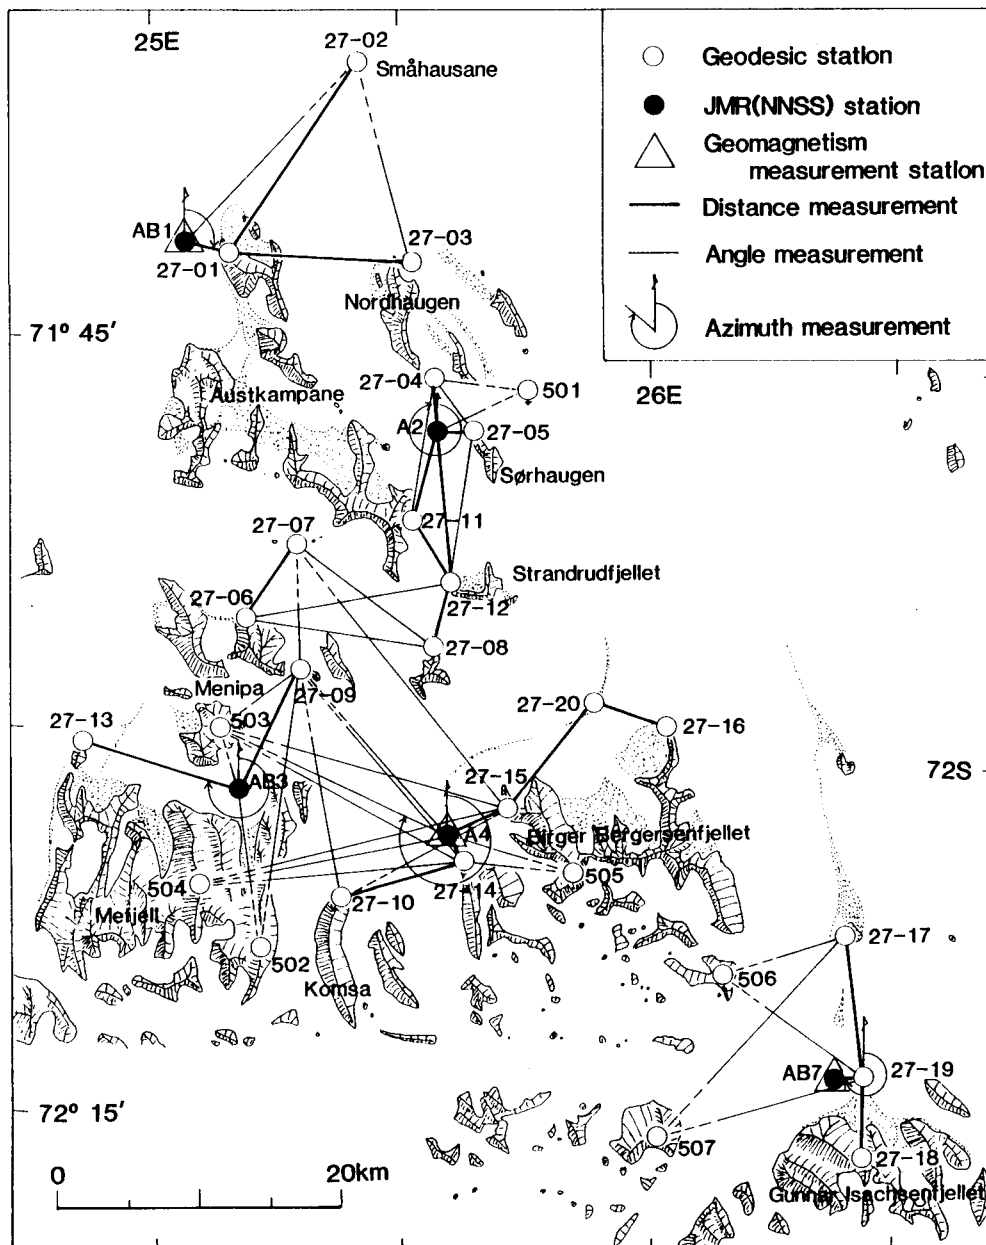 25E
27-02
Småhausane
Geodesic station
JMR(NNSS) station
Geomagnetism
measurement station
Distance measurement
Angle measurement
Azimuth measurement
AB1
27-01
27-03
Nordhaugen
71° 45′
26E
27-04
501
Austkampane
A2
27-05
Sørhaugen
27-11
27-07
Strandrudfjellet
27-12
27-06
27-08
Menipa
27-09
27-20
27-16
27-13
503
72S
AB3
27-15
A4
Birger Bergersenfjellet
27-14
505
504
27-10
Mefjell
502
Komsa
27-17
506
AB7
27-19
72° 15′
507
27-18
0
20km
Gunnar Isachsenfjellet